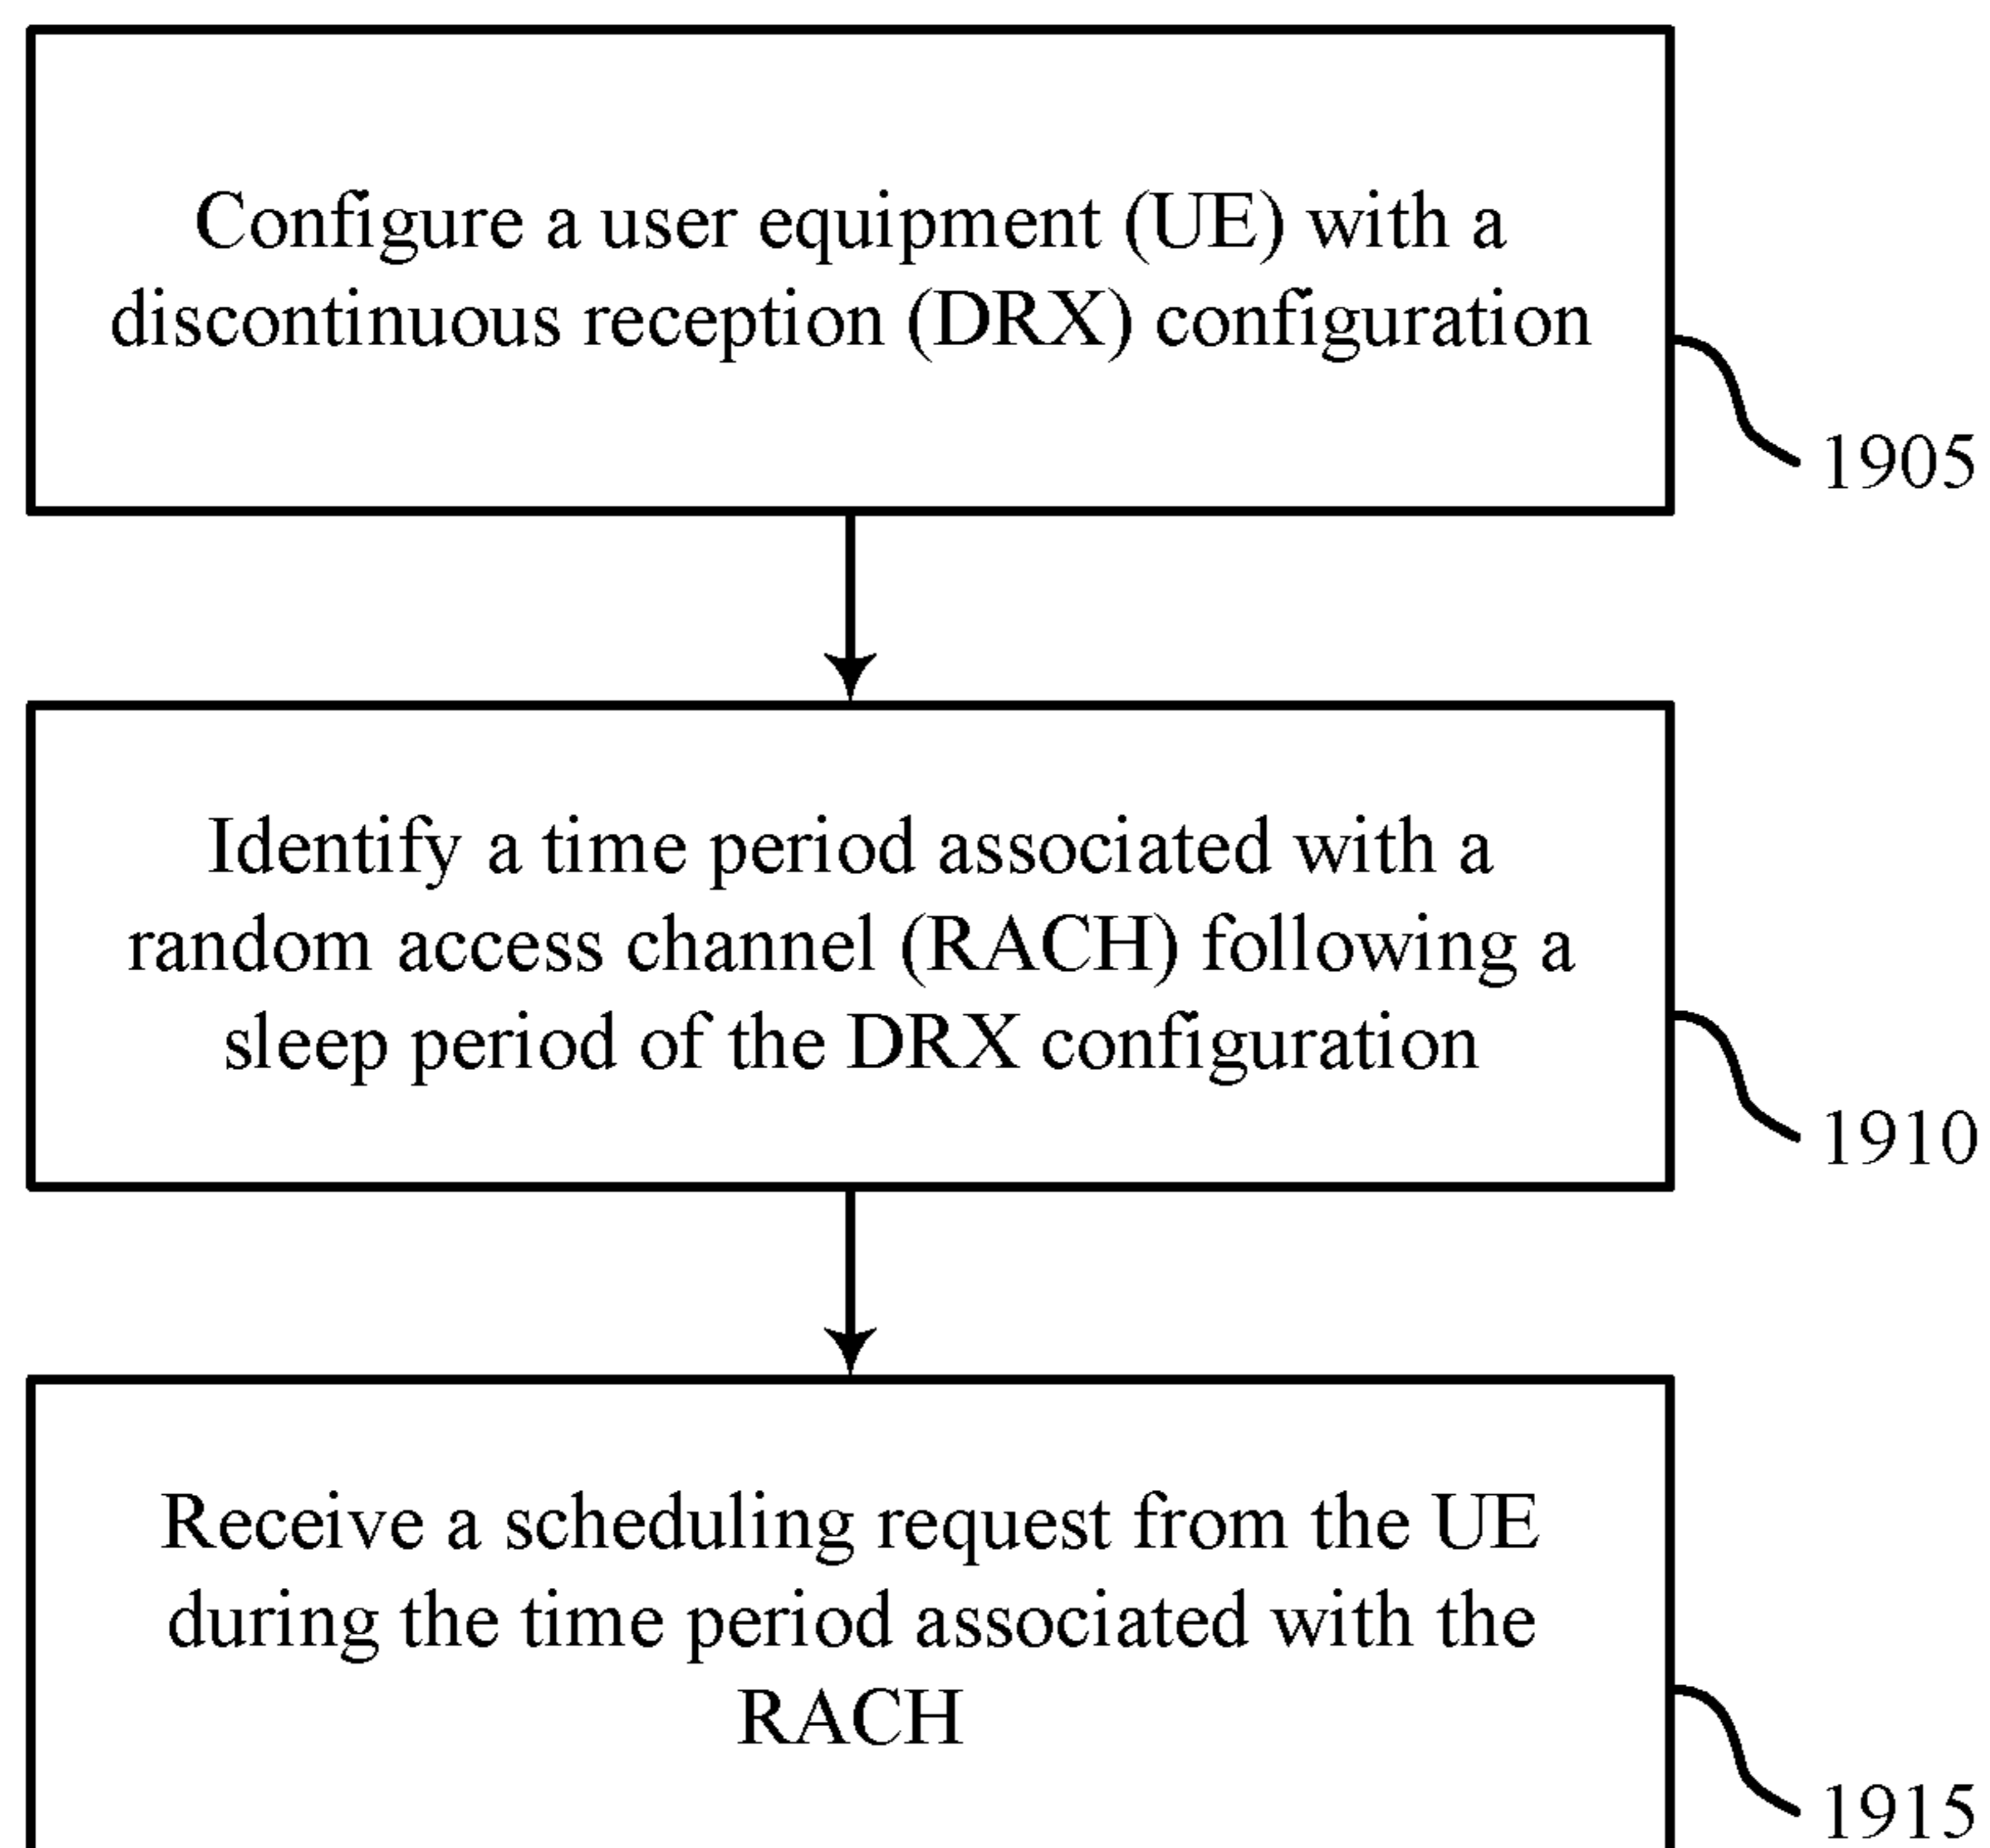 Configure a user equipment (UE) with a
discontinuous reception (DRX) configuration
1905
Identify a time period associated with a
random access channel (RACH) following a
sleep period of the DRX configuration
1910
Receive a scheduling request from the UE
during the time period associated with the
RACH
1915